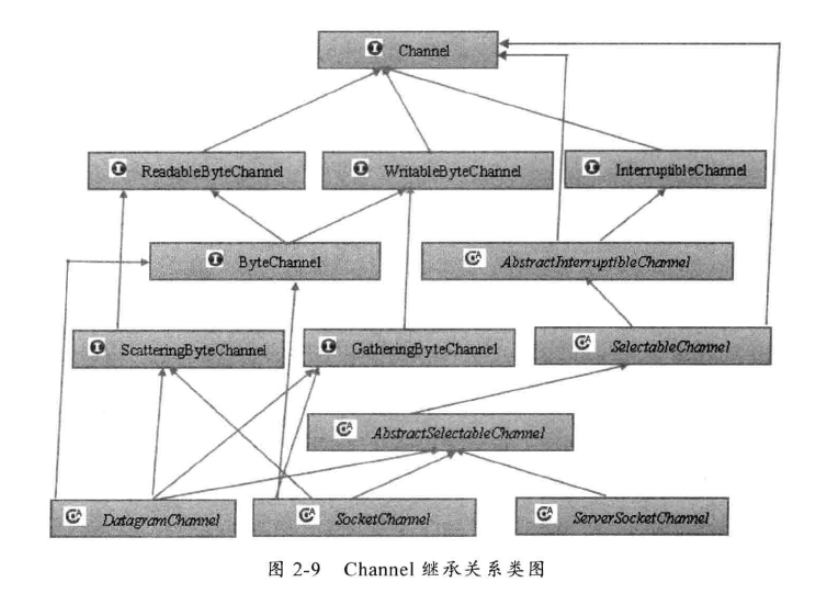 Channel
ReadableByteChannel
WritableByteChannel
InterruptibleChannel
ByteChannel
AbstractInterruptibleChannel
ScatteringByteChannel
GatheringByteChannel
SelectableChannel
AbstractSelectableChannel
DatagramChannel
SocketChannel
ServerSocketChannel
图 2-9 Channel 继承关系类图